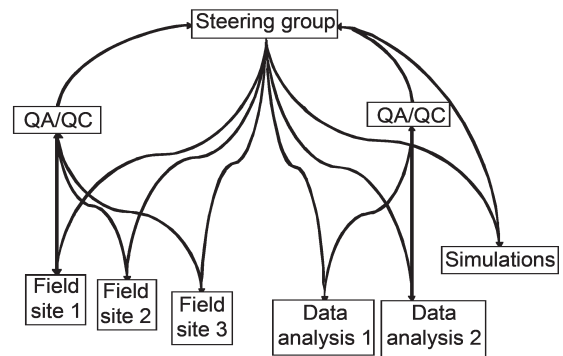 Steering group
QA/QC
QA/QC
Simulations
Field
site 1
Field
site 2
Field
site 3
Data
analysis 1
Data
analysis 2